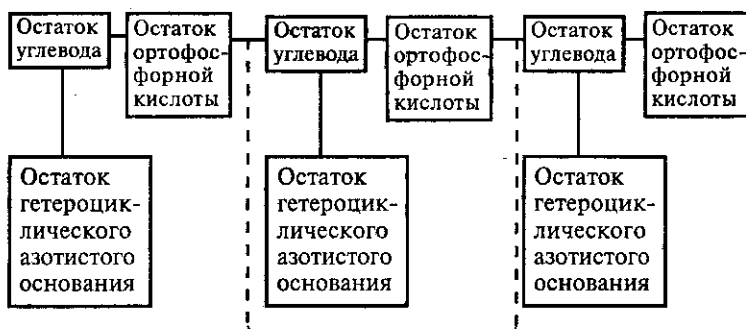 Остаток
углевода
Остаток
ортофос-
форной
кислоты
Остаток
углевода
Остаток
ортофос-
форной
кислоты
Остаток
углевода
Остаток
ортофос-
форной
кислоты
Остаток
гетероцик-
лического
азотистого
основания
Остаток
гетероцик-
лического
азотистого
основания
Остаток
гетероцик-
лического
азотистого
основания